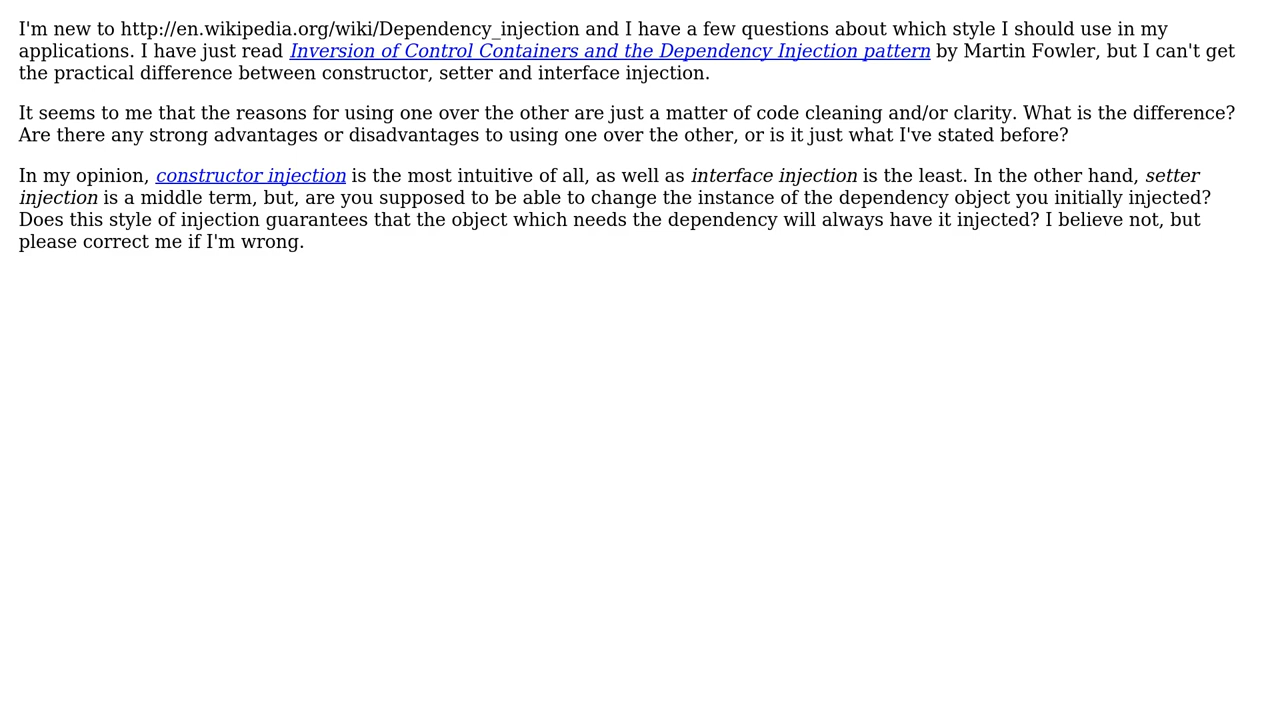 I'm new to http://en.wikipedia.org/wiki/Dependency_injection and I have a few questions about which style I should use in my
applications. I have just read Inversion of Control Containers and the Dependency Injection pattern by Martin Fowler, but I can't get
the practical difference between constructor, setter and interface injection.
It seems to me that the reasons for using one over the other are just a matter of code cleaning and/or clarity. What is the difference?
Are there any strong advantages or disadvantages to using one over the other, or is it just what I've stated before?
In my opinion, constructor injection is the most intuitive of all, as well as interface injection is the least. In the other hand, setter
injection is a middle term, but, are you supposed to be able to change the instance of the dependency object you initially injected?
Does this style of injection guarantees that the object which needs the dependency will always have it injected? I believe not, but
please correct me if I'm wrong.